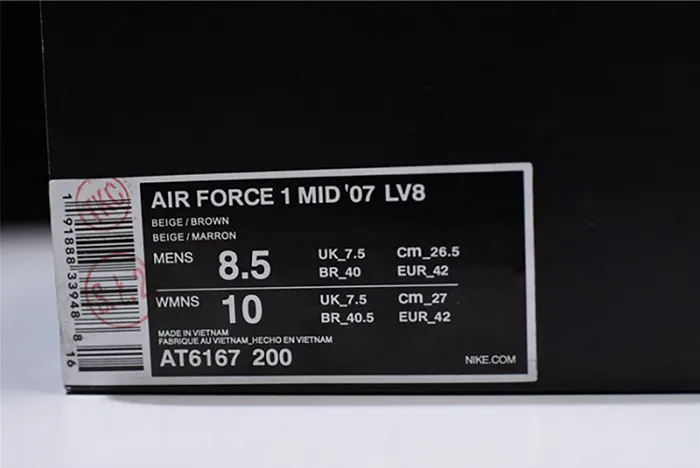 AIR FORCE 1 MID '07 LV8
BEIGE / BROWN
BEIGE / MARRON
MENS 8.5 UK_7.5 Cm_26.5
BR_40 EUR_42
WMNS 10 UK_7.5 Cm_27
BR_40.5 EUR_42
MADE IN VIETNAM
FABRIQUE AU VIETNAM_HECHO EN VIETNAM
AT6167 200
NIKE.COM
1 91888 33948 8 16